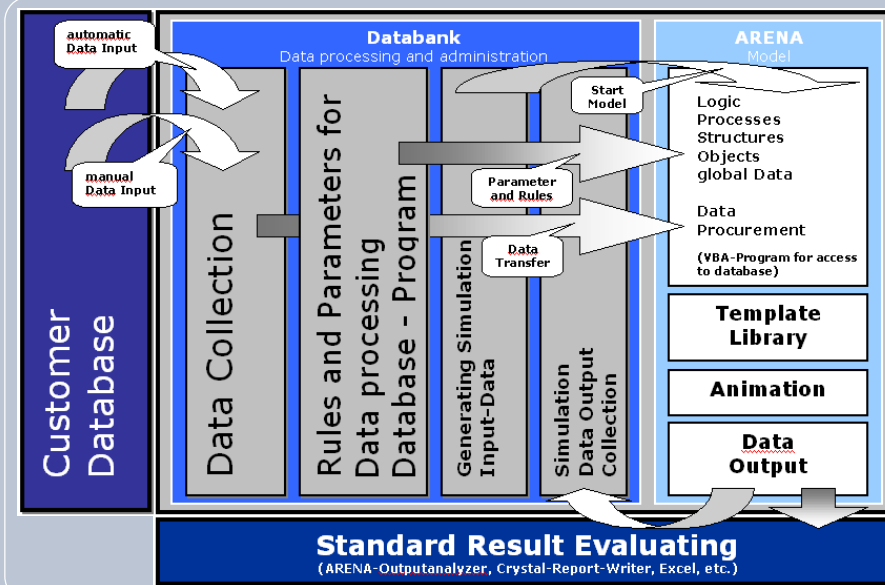 automatic
Data Input
manual
Data Input
Customer
Database
Databank
Data processing and administration
Data Collection
Rules and Parameters for
Data processing
Database - Program
Generating Simulation
Input-Data
Simulation
Data Output
Collection
Start
Model
Parameter
and Rules
Data
Transfer
ARENA
Model
Logic
Processes
Structures
Objects
global Data
Data
Procurement
(VBA-Program for access
to database)
Template
Library
Animation
Data
Output
Standard Result Evaluating
(ARENA-Outputanalyzer, Crystal-Report-Writer, Excel, etc.)